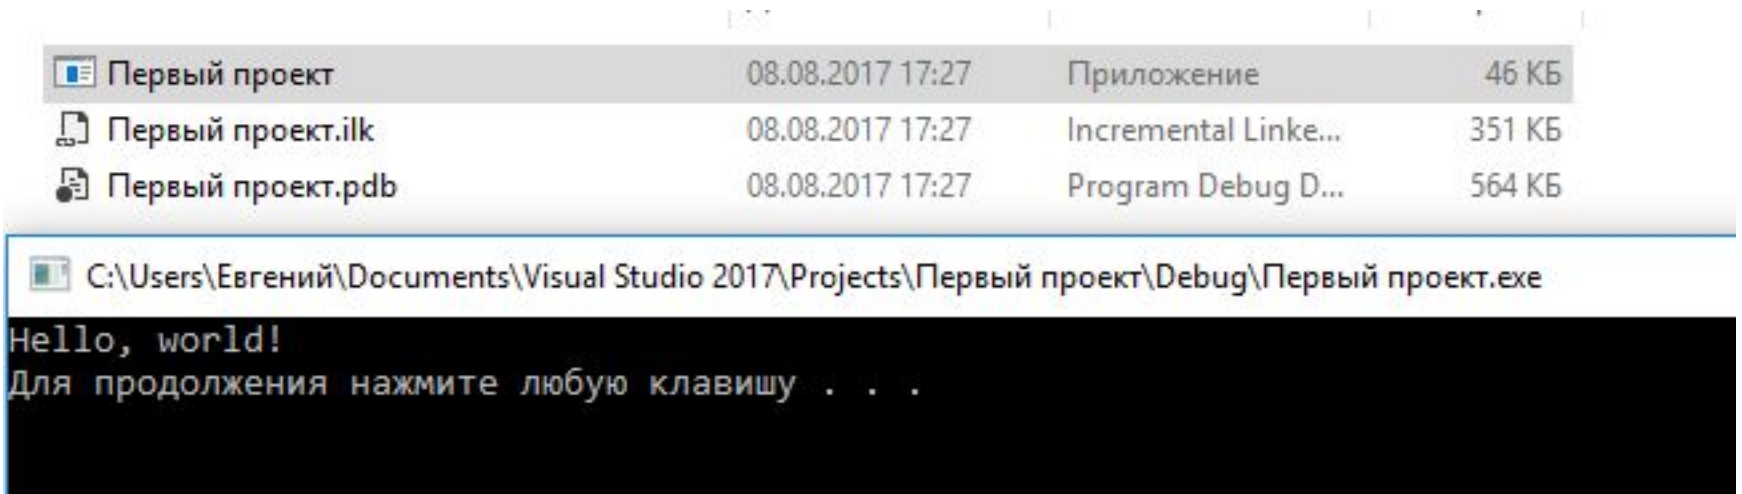 Первый проект 08.08.2017 17:27 Приложение 46 КБ
Первый проект.ilk 08.08.2017 17:27 Incremental Linke... 351 КБ
Первый проект.pdb 08.08.2017 17:27 Program Debug D... 564 КБ
C:\Users\Евгений\Documents\Visual Studio 2017\Projects\Первый проект\Debug\Первый проект.exe
Hello, world!
Для продолжения нажмите любую клавишу . . .